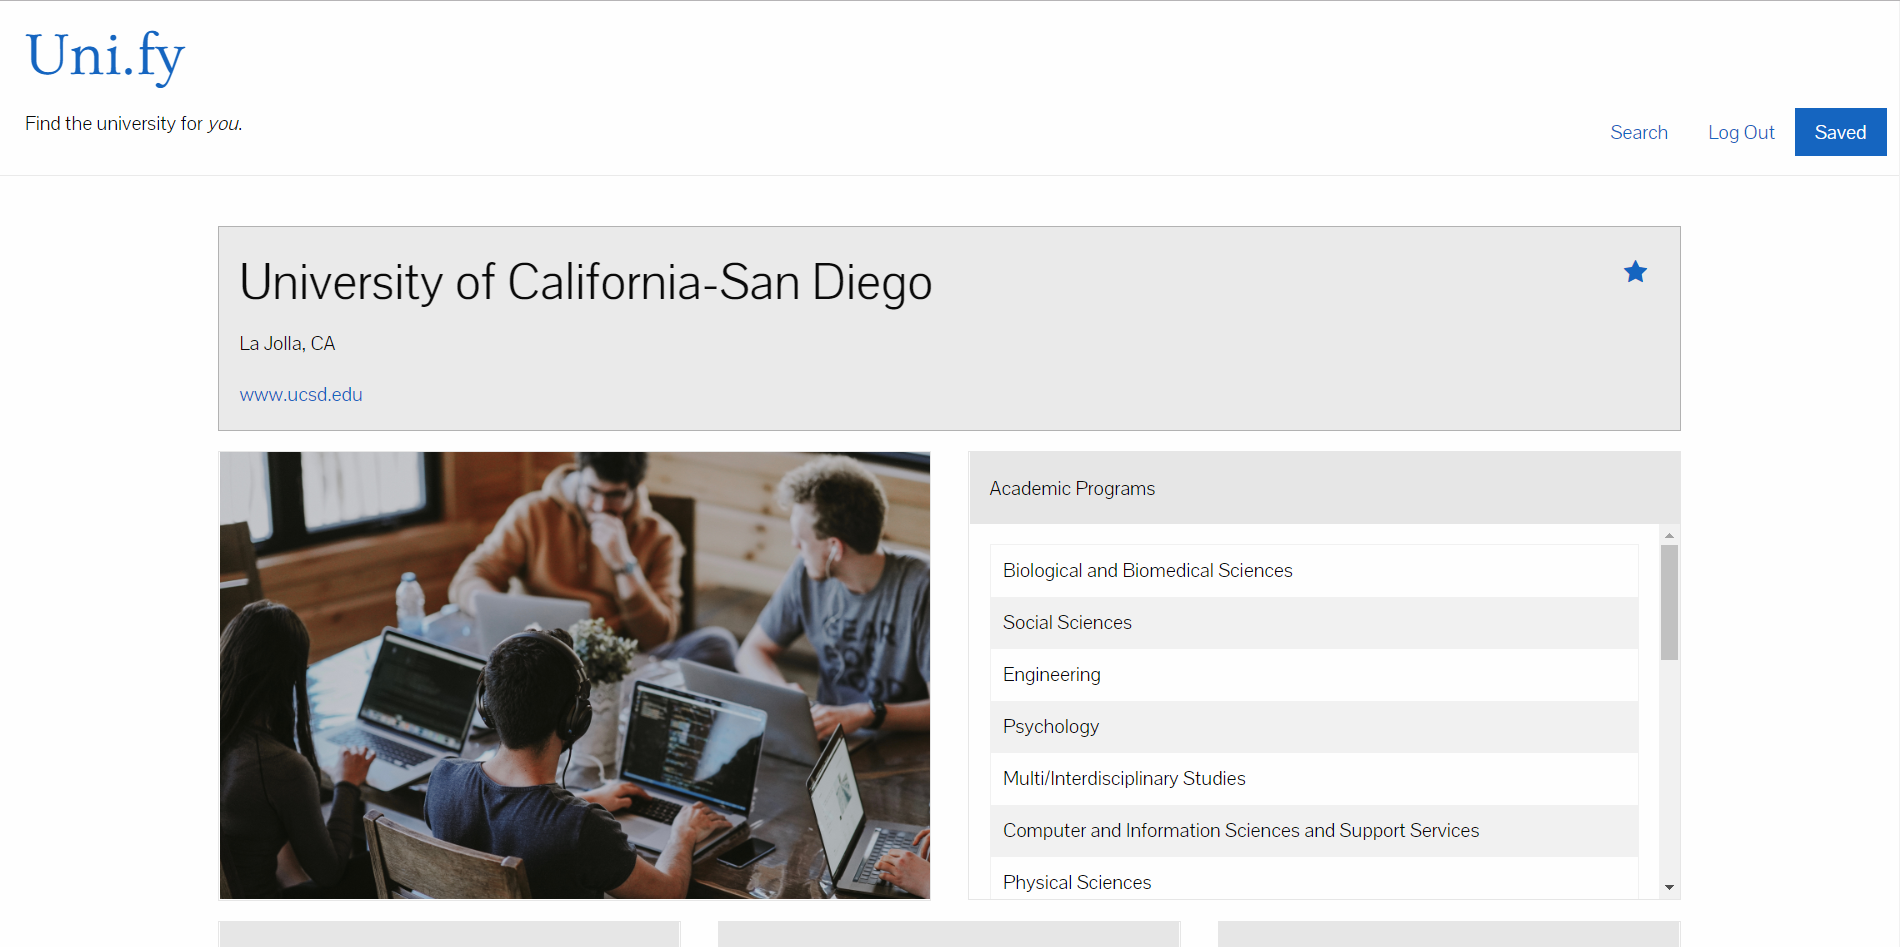 Uni.fy
Find the university for you.
Search
Log Out
Saved
University of California-San Diego
La Jolla, CA
www.ucsd.edu
Academic Programs
Biological and Biomedical Sciences
Social Sciences
Engineering
Psychology
Multi/Interdisciplinary Studies
Computer and Information Sciences and Support Services
Physical Sciences